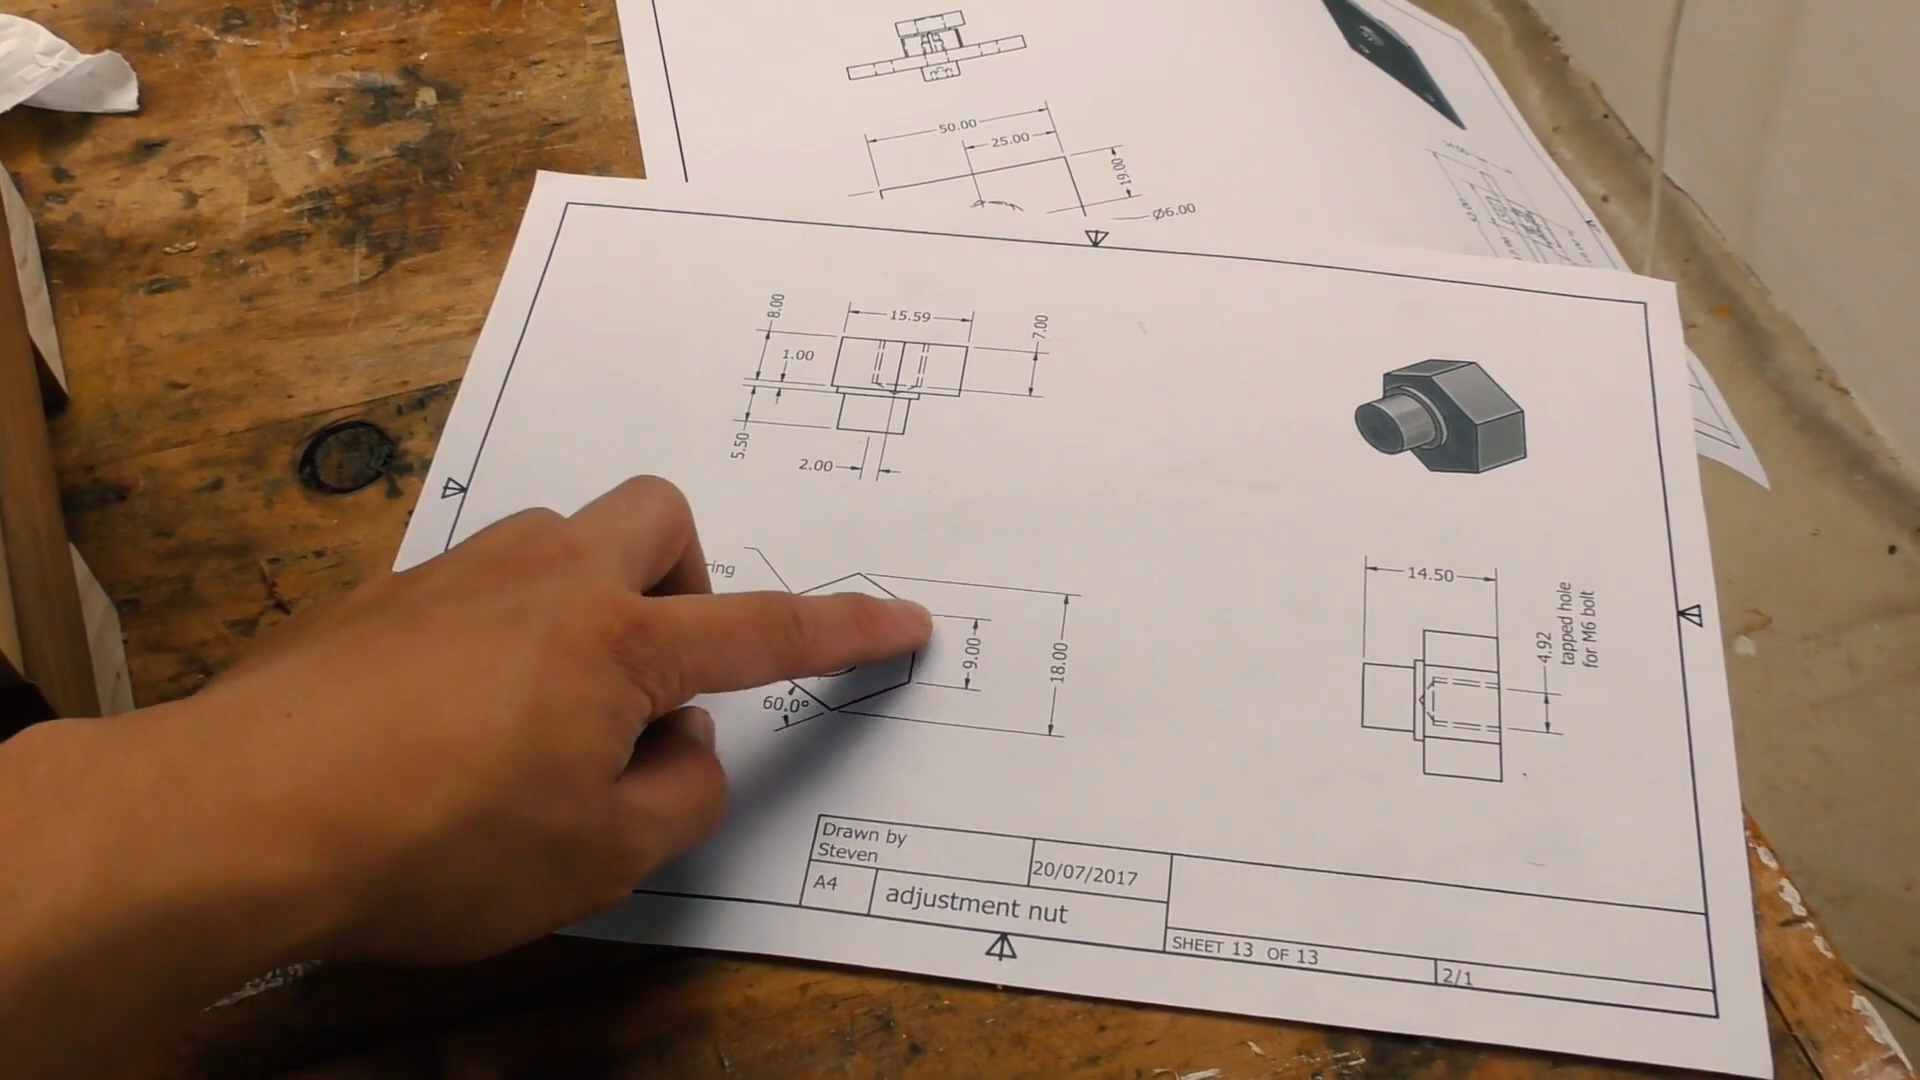 50.00
25.00
19.00
Ø6.00
8.00
15.59
7.00
1.00
5.50
2.00
ring
9.00
18.00
60.0°
14.50
4.92
tapped hole
for M6 bolt
Drawn by
Steven
20/07/2017
A4
adjustment nut
SHEET 13 OF 13
2/1